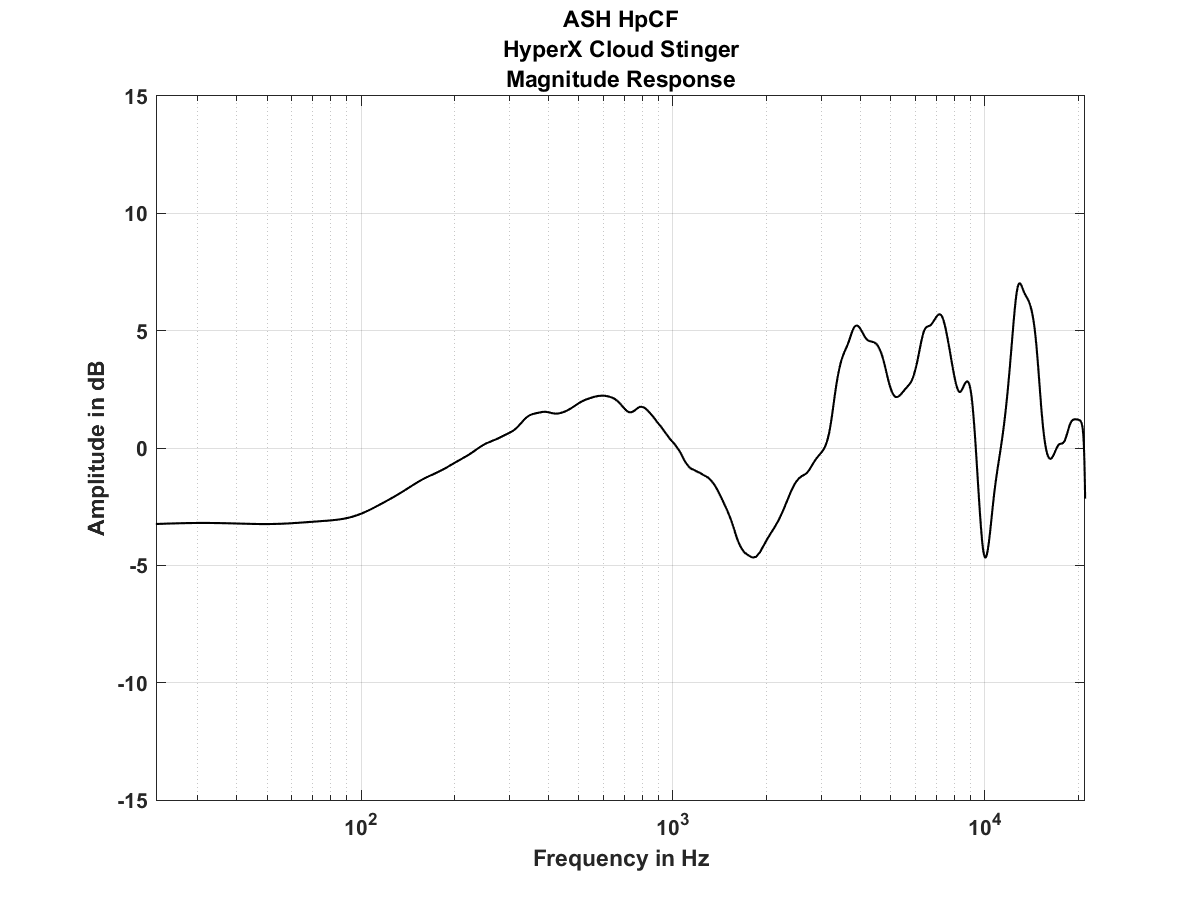 ASH HpCF
HyperX Cloud Stinger
Magnitude Response
15
10
5
0
-5
-10
-15
Amplitude in dB
10²
10³
10⁴
Frequency in Hz